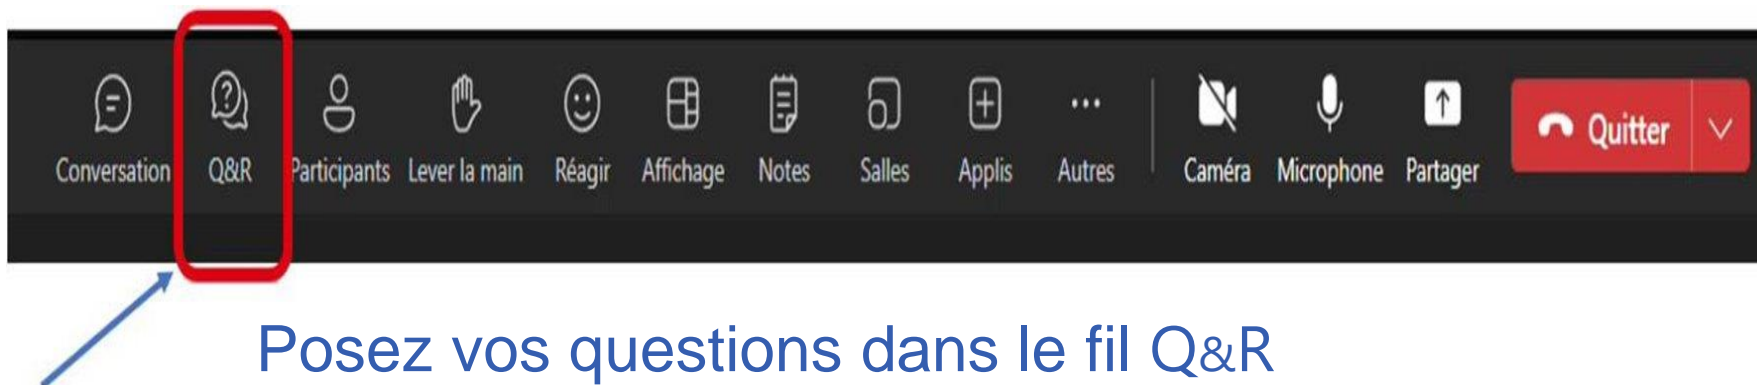 Conversation Q&R Participants Lever la main Réagir Affichage Notes Salles Applis Autres Caméra Microphone Partager Quitter
Posez vos questions dans le fil Q&R